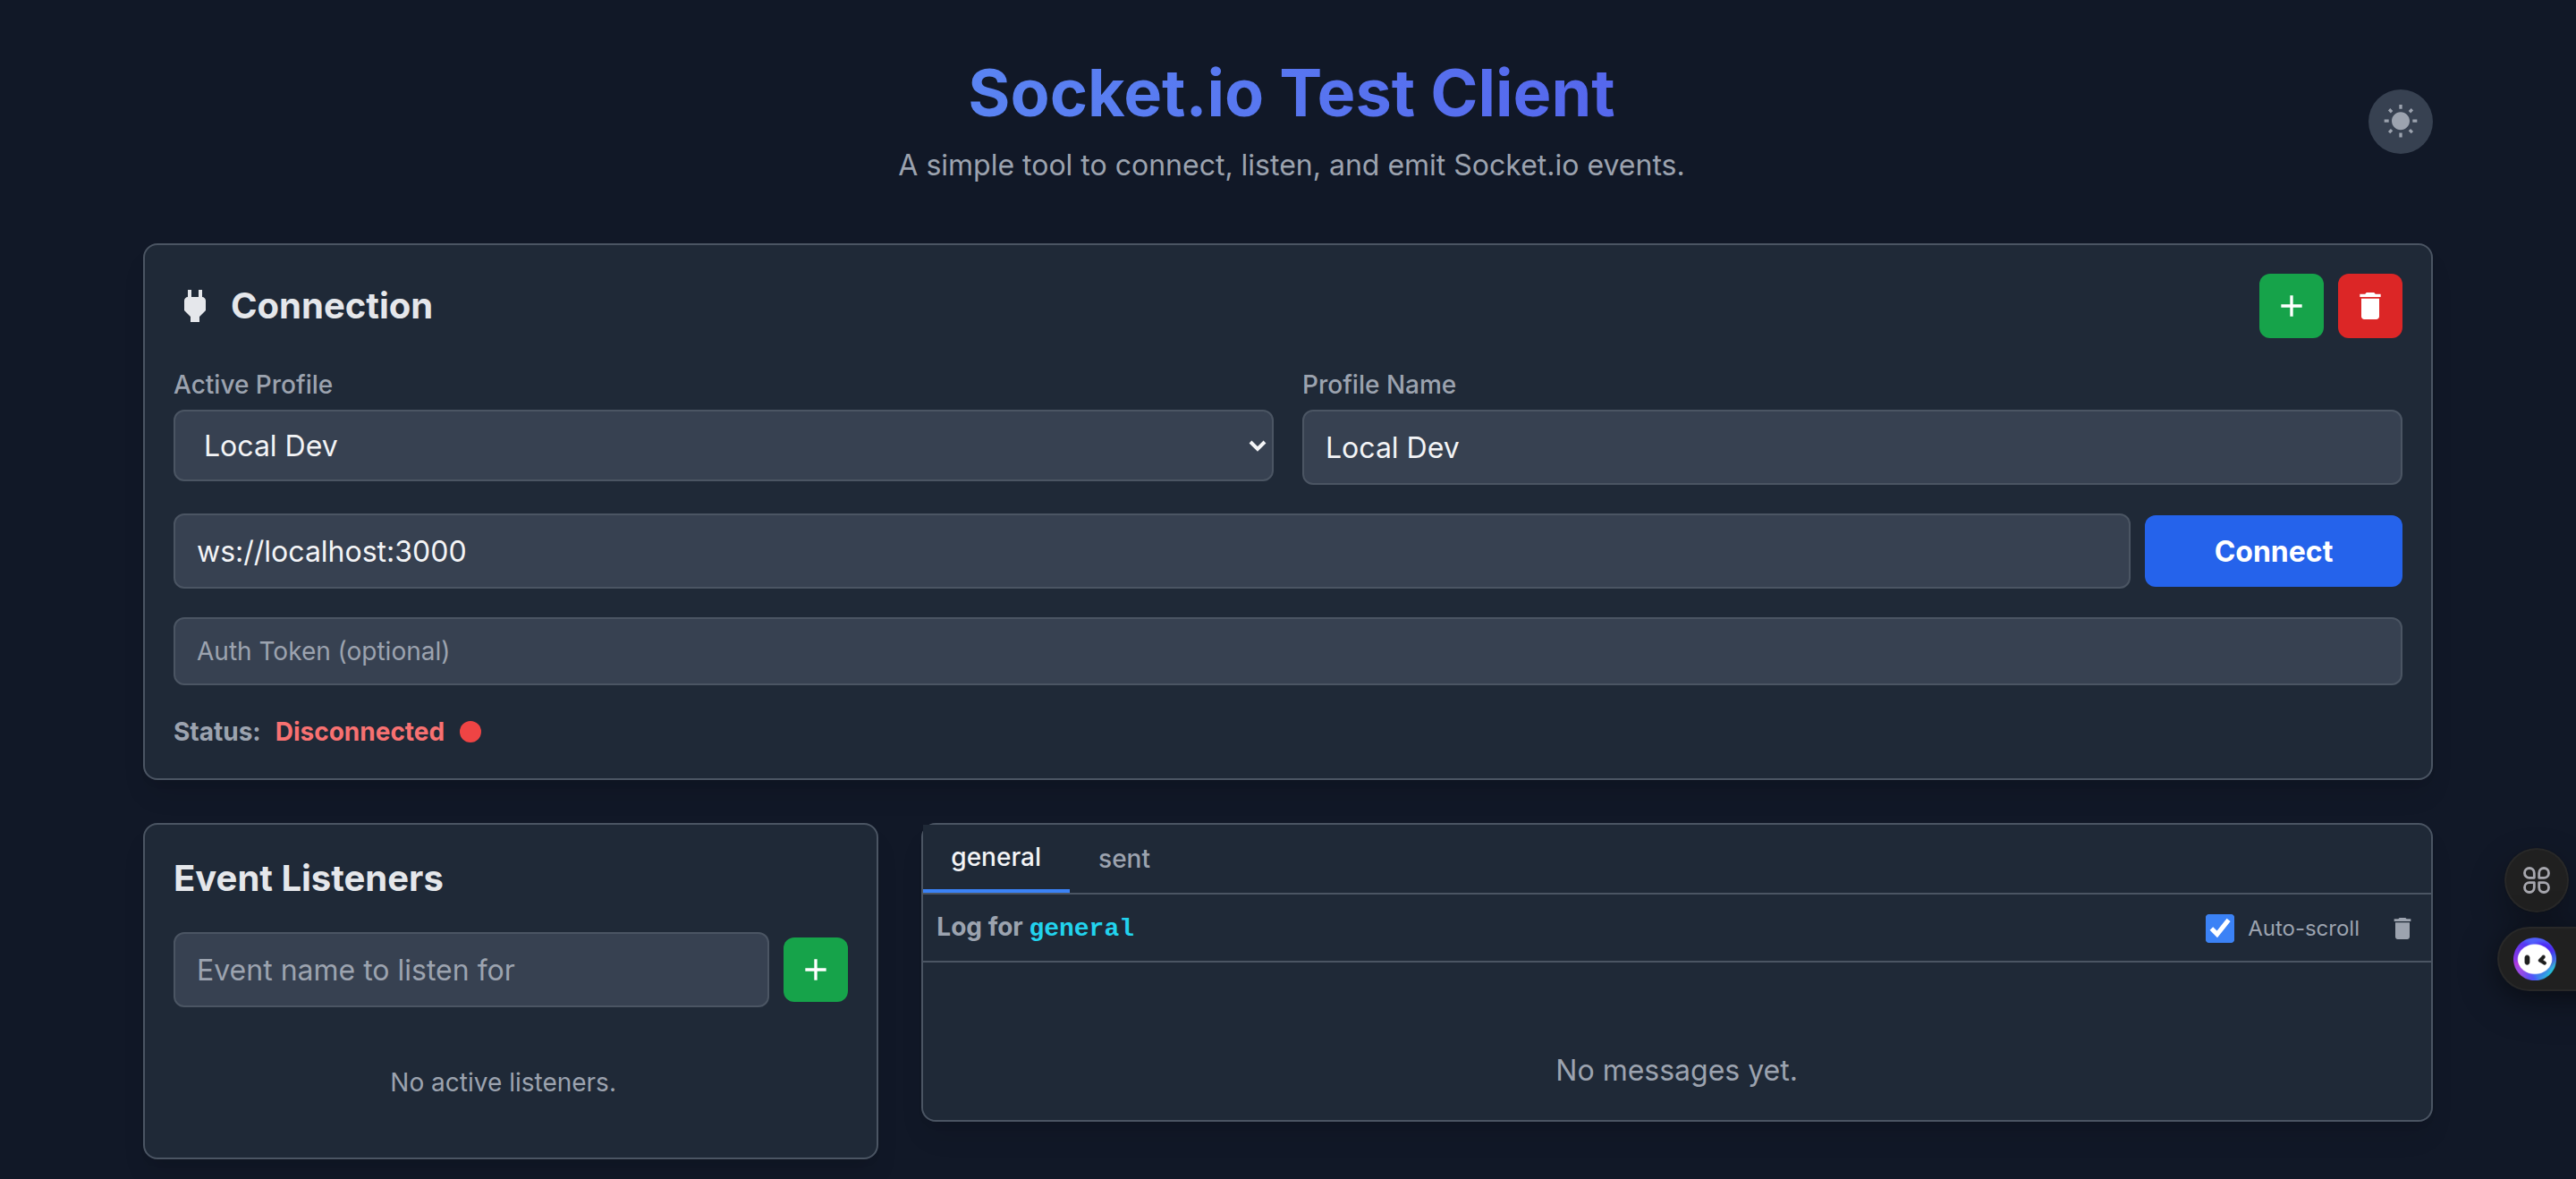 Socket.io Test Client
A simple tool to connect, listen, and emit Socket.io events.
Connection
Active Profile
Profile Name
Local Dev
Local Dev
ws://localhost:3000
Connect
Auth Token (optional)
Status: Disconnected
Event Listeners
Event name to listen for
No active listeners.
general sent
Log for general
Auto-scroll
No messages yet.